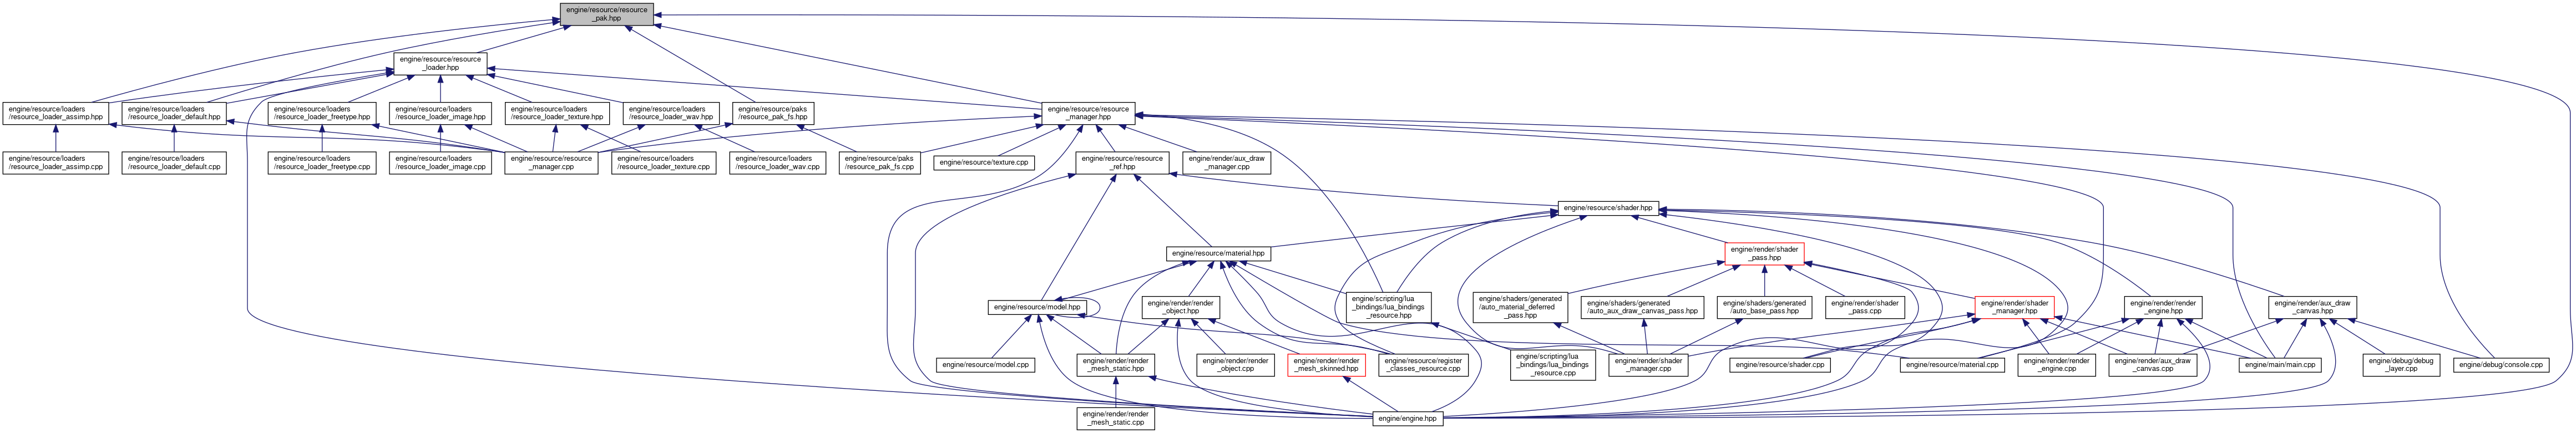 engine/resource/resource
_pak.hpp
engine/resource/resource
_loader.hpp
engine/resource/loaders
/resource_loader_assimp.hpp
engine/resource/loaders
/resource_loader_default.hpp
engine/resource/loaders
/resource_loader_freetype.hpp
engine/resource/loaders
/resource_loader_image.hpp
engine/resource/loaders
/resource_loader_texture.hpp
engine/resource/loaders
/resource_loader_wav.hpp
engine/resource/paks
/resource_pak_fs.hpp
engine/resource/resource
_manager.hpp
engine/resource/loaders
/resource_loader_assimp.cpp
engine/resource/loaders
/resource_loader_default.cpp
engine/resource/loaders
/resource_loader_freetype.cpp
engine/resource/loaders
/resource_loader_image.cpp
engine/resource/resource
_manager.cpp
engine/resource/loaders
/resource_loader_texture.cpp
engine/resource/loaders
/resource_loader_wav.cpp
engine/resource/paks
/resource_pak_fs.cpp
engine/resource/texture.cpp
engine/resource/resource
_ref.hpp
engine/render/aux_draw
_manager.cpp
engine/resource/shader.hpp
engine/resource/material.hpp
engine/render/shader
_pass.hpp
engine/resource/model.hpp
engine/render/render
_object.hpp
engine/scripting/lua
_bindings/lua_bindings
_resource.hpp
engine/shaders/generated
/auto_material_deferred
_pass.hpp
engine/shaders/generated
/auto_aux_draw_canvas_pass.hpp
engine/shaders/generated
/auto_base_pass.hpp
engine/render/shader
_pass.cpp
engine/render/shader
_manager.hpp
engine/render/render
_engine.hpp
engine/render/aux_draw
_canvas.hpp
engine/resource/model.cpp
engine/render/render
_mesh_static.hpp
engine/render/render
_object.cpp
engine/render/render
_mesh_skinned.hpp
engine/resource/register
_classes_resource.cpp
engine/scripting/lua
_bindings/lua_bindings
_resource.cpp
engine/render/shader
_manager.cpp
engine/resource/shader.cpp
engine/resource/material.cpp
engine/render/render
_engine.cpp
engine/render/aux_draw
_canvas.cpp
engine/main/main.cpp
engine/debug/debug
_layer.cpp
engine/debug/console.cpp
engine/render/render
_mesh_static.cpp
engine/engine.hpp